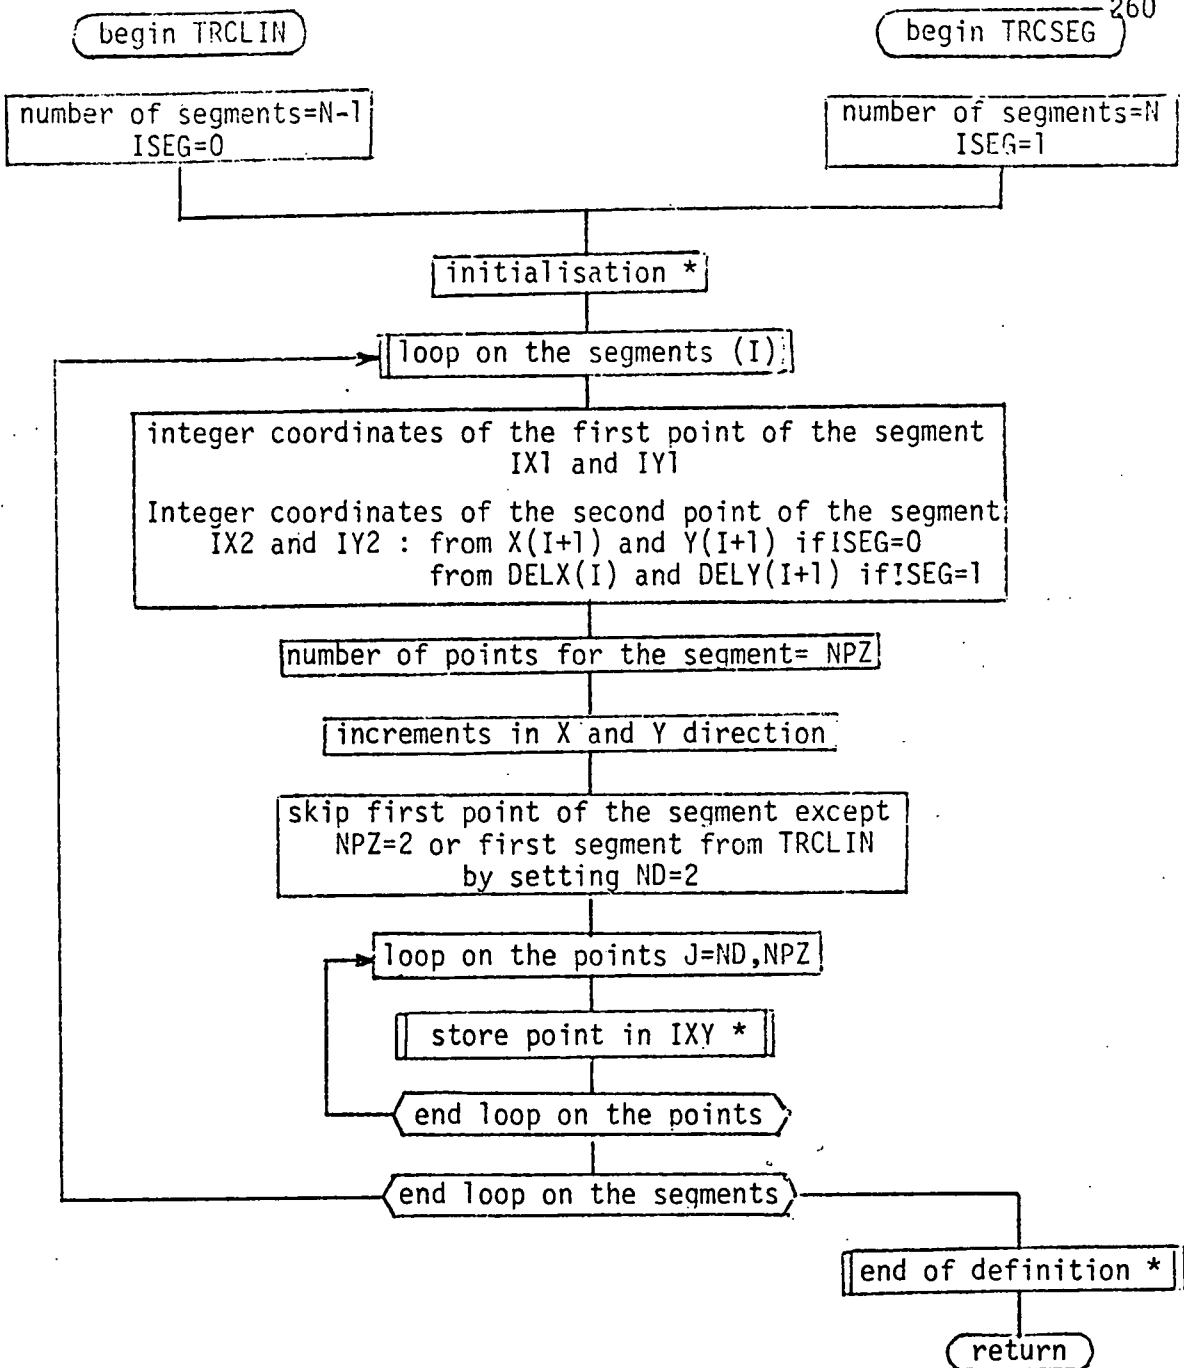 260
begin TRCLIN
begin TRCSEG
number of segments=N-1
ISEG=0
number of segments=N
ISEG=1
initialisation *
loop on the segments (I)
integer coordinates of the first point of the segment
IX1 and IY1
Integer coordinates of the second point of the segment
IX2 and IY2 : from X(I+1) and Y(I+1) if ISEG=0
from DELX(I) and DELY(I+1) if ISEG=1
number of points for the segment= NPZ
increments in X and Y direction
skip first point of the segment except
NPZ=2 or first segment from TRCLIN
by setting ND=2
loop on the points J=ND,NPZ
store point in IXY *
end loop on the points
end loop on the segments
end of definition *
return